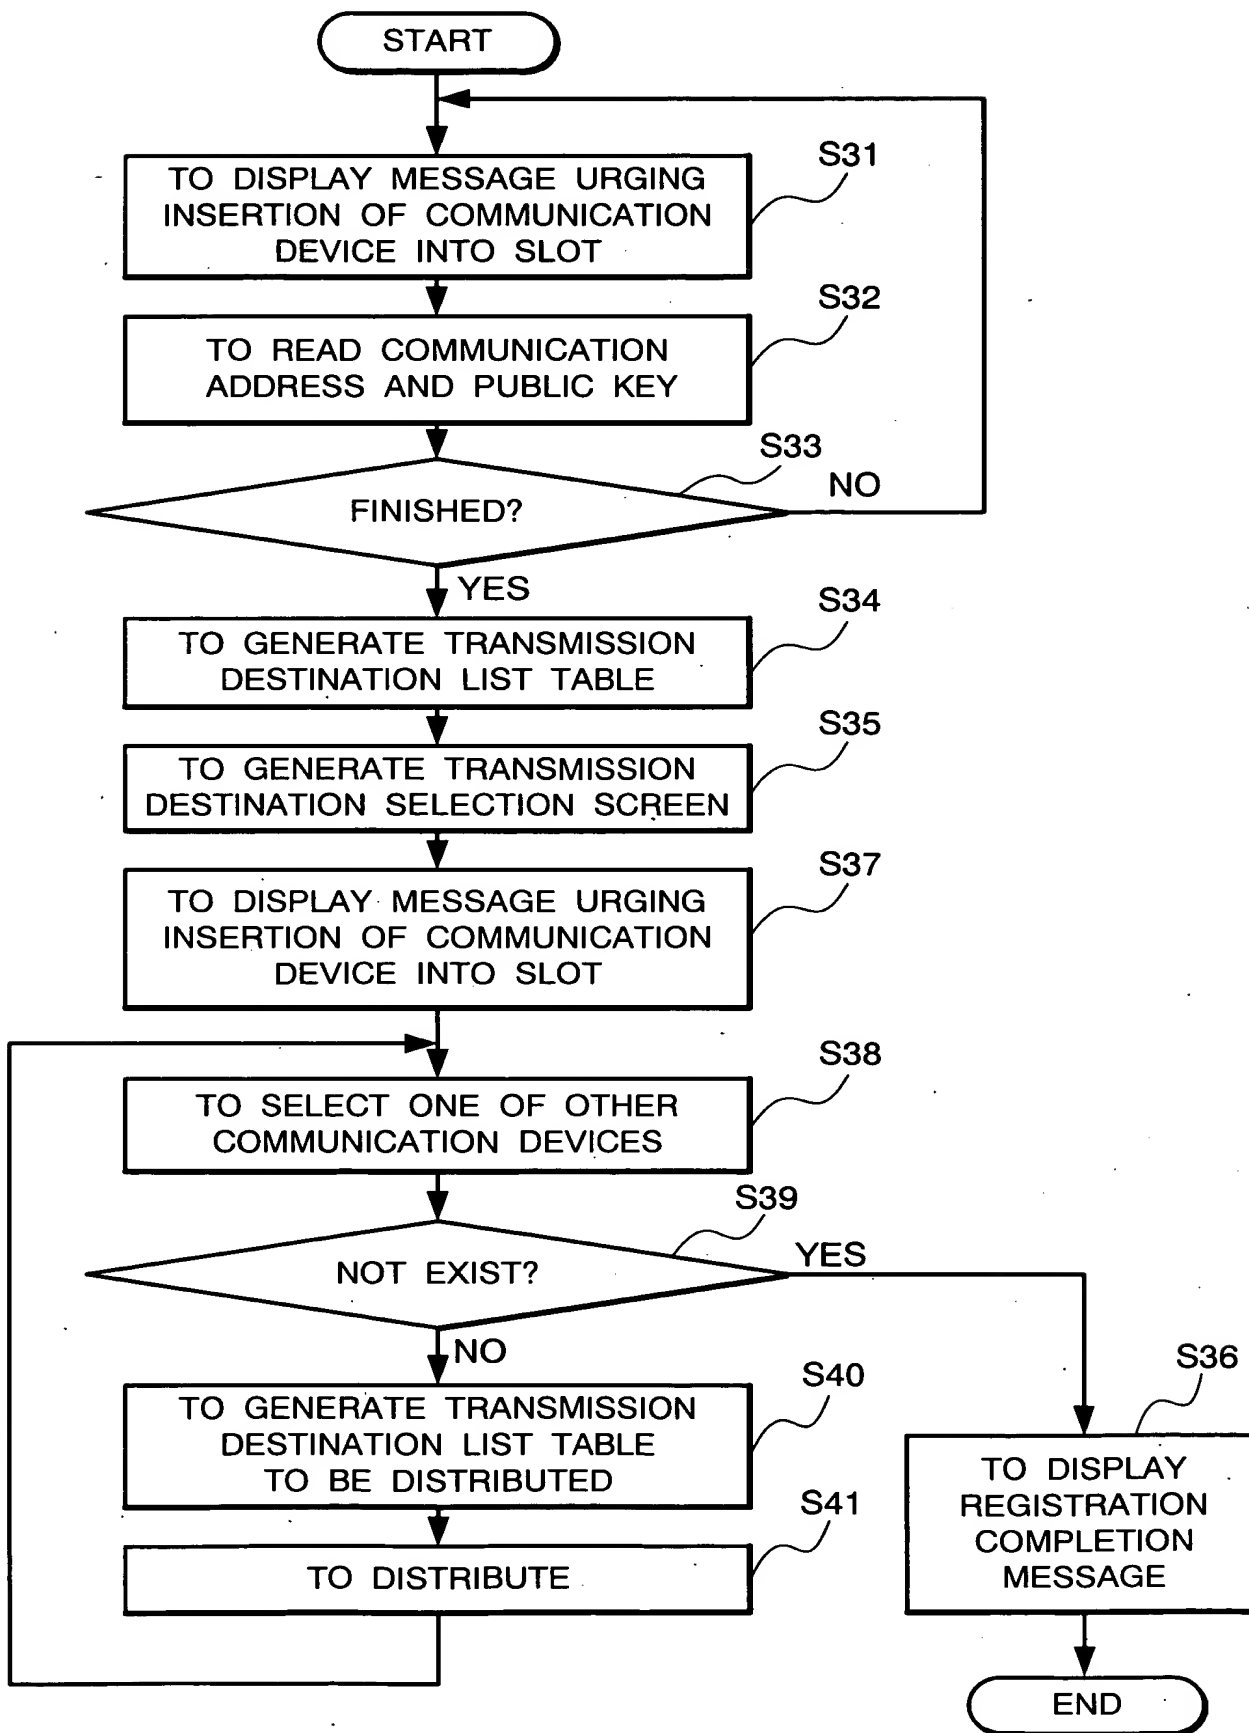 START
S31
TO DISPLAY MESSAGE URGING
INSERTION OF COMMUNICATION
DEVICE INTO SLOT
S32
TO READ COMMUNICATION
ADDRESS AND PUBLIC KEY
S33
FINISHED?
NO
YES
S34
TO GENERATE TRANSMISSION
DESTINATION LIST TABLE
S35
TO GENERATE TRANSMISSION
DESTINATION SELECTION SCREEN
S37
TO DISPLAY MESSAGE URGING
INSERTION OF COMMUNICATION
DEVICE INTO SLOT
S38
TO SELECT ONE OF OTHER
COMMUNICATION DEVICES
S39
NOT EXIST?
YES
NO
S40
TO GENERATE TRANSMISSION
DESTINATION LIST TABLE
TO BE DISTRIBUTED
S41
TO DISTRIBUTE
S36
TO DISPLAY
REGISTRATION
COMPLETION
MESSAGE
END